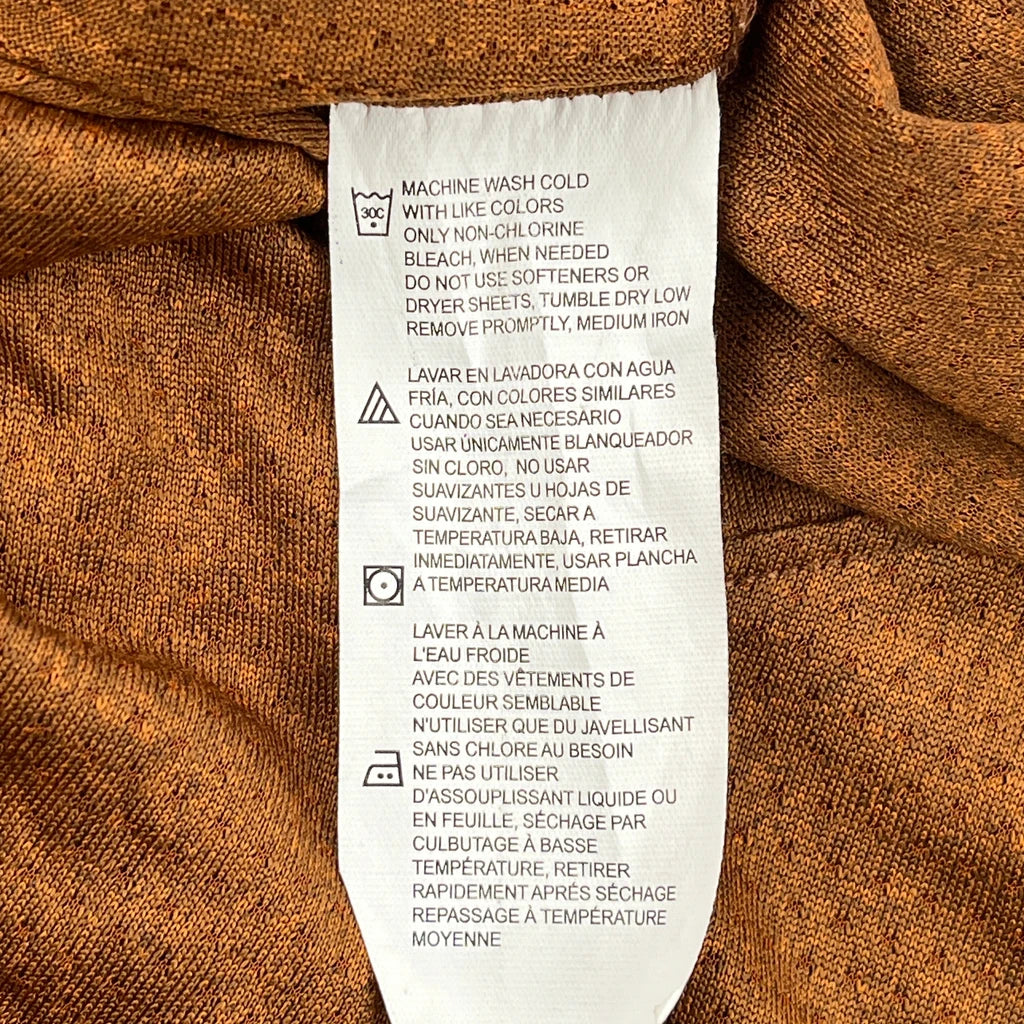 30C
MACHINE WASH COLD
WITH LIKE COLORS
ONLY NON-CHLORINE
BLEACH, WHEN NEEDED
DO NOT USE SOFTENERS OR
DRYER SHEETS, TUMBLE DRY LOW
REMOVE PROMPTLY, MEDIUM IRON
LAVAR EN LAVADORA CON AGUA
FRÍA, CON COLORES SIMILARES
CUANDO SEA NECESARIO
USAR ÚNICAMENTE BLANQUEADOR
SIN CLORO, NO USAR
SUAVIZANTES U HOJAS DE
SUAVIZANTE, SECAR A
TEMPERATURA BAJA, RETIRAR
INMEDIATAMENTE, USAR PLANCHA
A TEMPERATURA MEDIA
LAVER À LA MACHINE À
L'EAU FROIDE
AVEC DES VÊTEMENTS DE
COULEUR SEMBLABLE
N'UTILISER QUE DU JAVELLISANT
SANS CHLORE AU BESOIN
NE PAS UTILISER
D'ASSOUPLISSANT LIQUIDE OU
EN FEUILLE, SÉCHAGE PAR
CULBUTAGE À BASSE
TEMPÉRATURE, RETIRER
RAPIDEMENT APRÉS SÉCHAGE
REPASSAGE À TEMPÉRATURE
MOYENNE